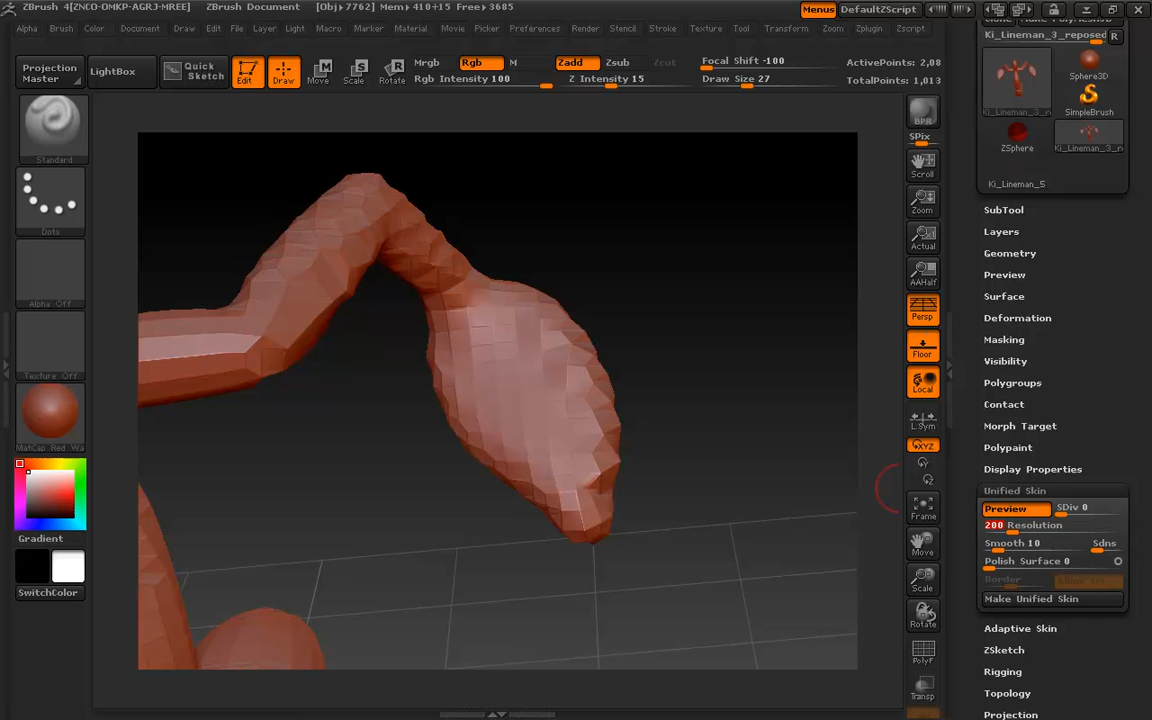 ZBrush 4[ZNCO-OMKP-AGRJ-MREE] ZBrush Document [Obj▸7762] Mem▸410+15 Free▸3685 Menus DefaultZScript
Alpha Brush Color Document Draw Edit File Layer Light Macro Marker Material Movie Picker Preferences Render Stencil Stroke Texture Tool Transform Zoom Zplugin Zscript
Ki_Lineman_3_reposed R
Projection Master
LightBox
Quick Sketch
Edit
Draw
Move
Scale
Rotate
Mrgb Rgb M
Rgb Intensity 100
Zadd Zsub Zcut
Z Intensity 15
Focal Shift -100
Draw Size 27
ActivePoints: 2,08
TotalPoints: 1,013
Standard
Dots
Alpha Off
Texture Off
MatCap Red Wa
Gradient
SwitchColor
BPR
SPix
Scroll
Zoom
Actual
AAHalf
Persp
Floor
Local
L.Sym
XYZ
Frame
Move
Scale
Rotate
PolyF
Transp
Sphere3D
Ki_Lineman_3_r
SimpleBrush
ZSphere
Ki_Lineman_3_r
Ki_Lineman_5
SubTool
Layers
Geometry
Preview
Surface
Deformation
Masking
Visibility
Polygroups
Contact
Morph Target
Polypaint
Display Properties
Unified Skin
Preview SDiv 0
200 Resolution
Smooth 10 Sdns
Polish Surface 0
Border
Make Unified Skin
Adaptive Skin
ZSketch
Rigging
Topology
Projection